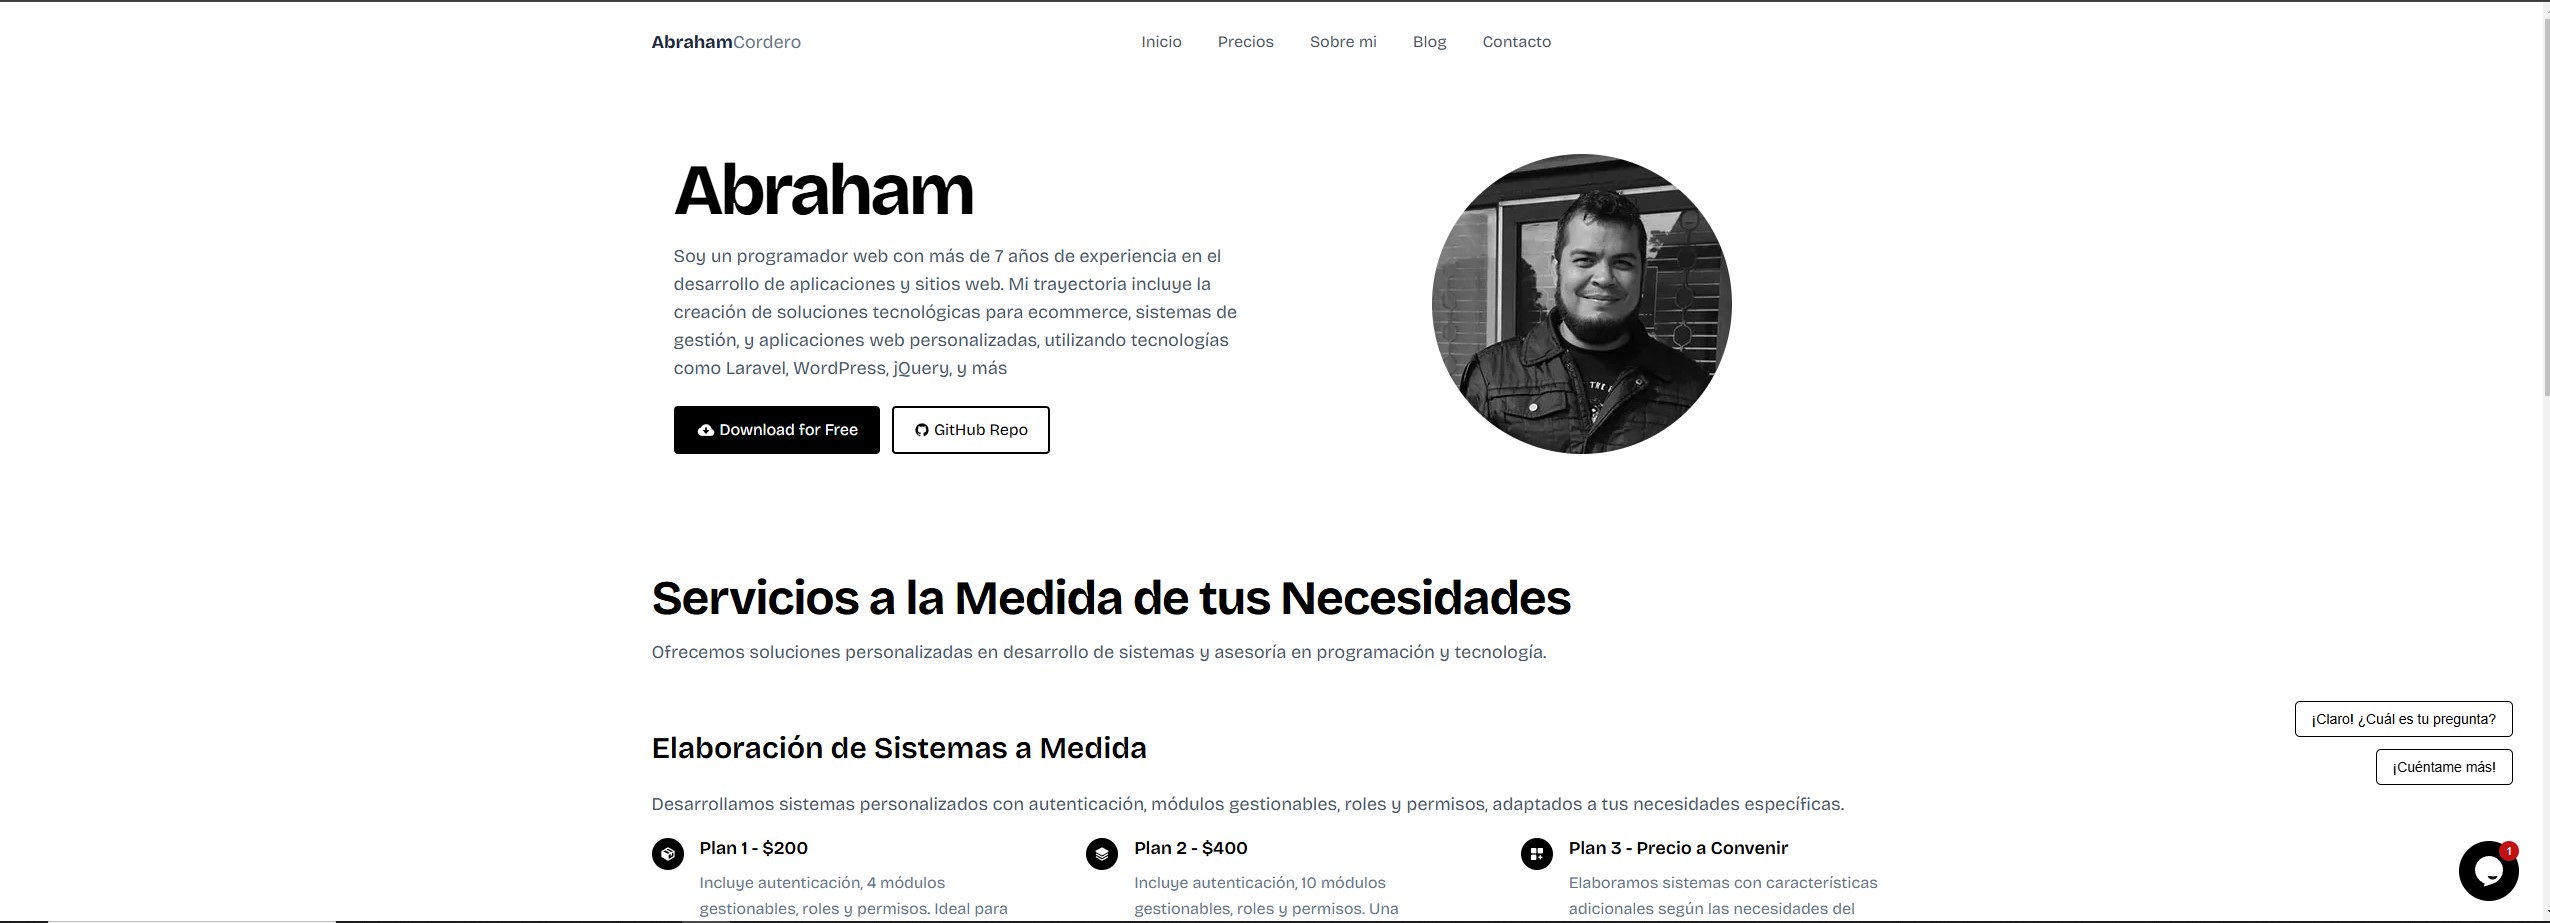 AbrahamCordero
Inicio Precios Sobre mi Blog Contacto
Abraham
Soy un programador web con más de 7 años de experiencia en el
desarrollo de aplicaciones y sitios web. Mi trayectoria incluye la
creación de soluciones tecnológicas para ecommerce, sistemas de
gestión, y aplicaciones web personalizadas, utilizando tecnologías
como Laravel, WordPress, jQuery, y más
Download for Free
GitHub Repo
THE
Servicios a la Medida de tus Necesidades
Ofrecemos soluciones personalizadas en desarrollo de sistemas y asesoría en programación y tecnología.
Elaboración de Sistemas a Medida
Desarrollamos sistemas personalizados con autenticación, módulos gestionables, roles y permisos, adaptados a tus necesidades específicas.
Plan 1 - $200
Incluye autenticación, 4 módulos
gestionables, roles y permisos. Ideal para
Plan 2 - $400
Incluye autenticación, 10 módulos
gestionables, roles y permisos. Una
Plan 3 - Precio a Convenir
Elaboramos sistemas con características
adicionales según las necesidades del
¡Claro! ¿Cuál es tu pregunta?
¡Cuéntame más!
1